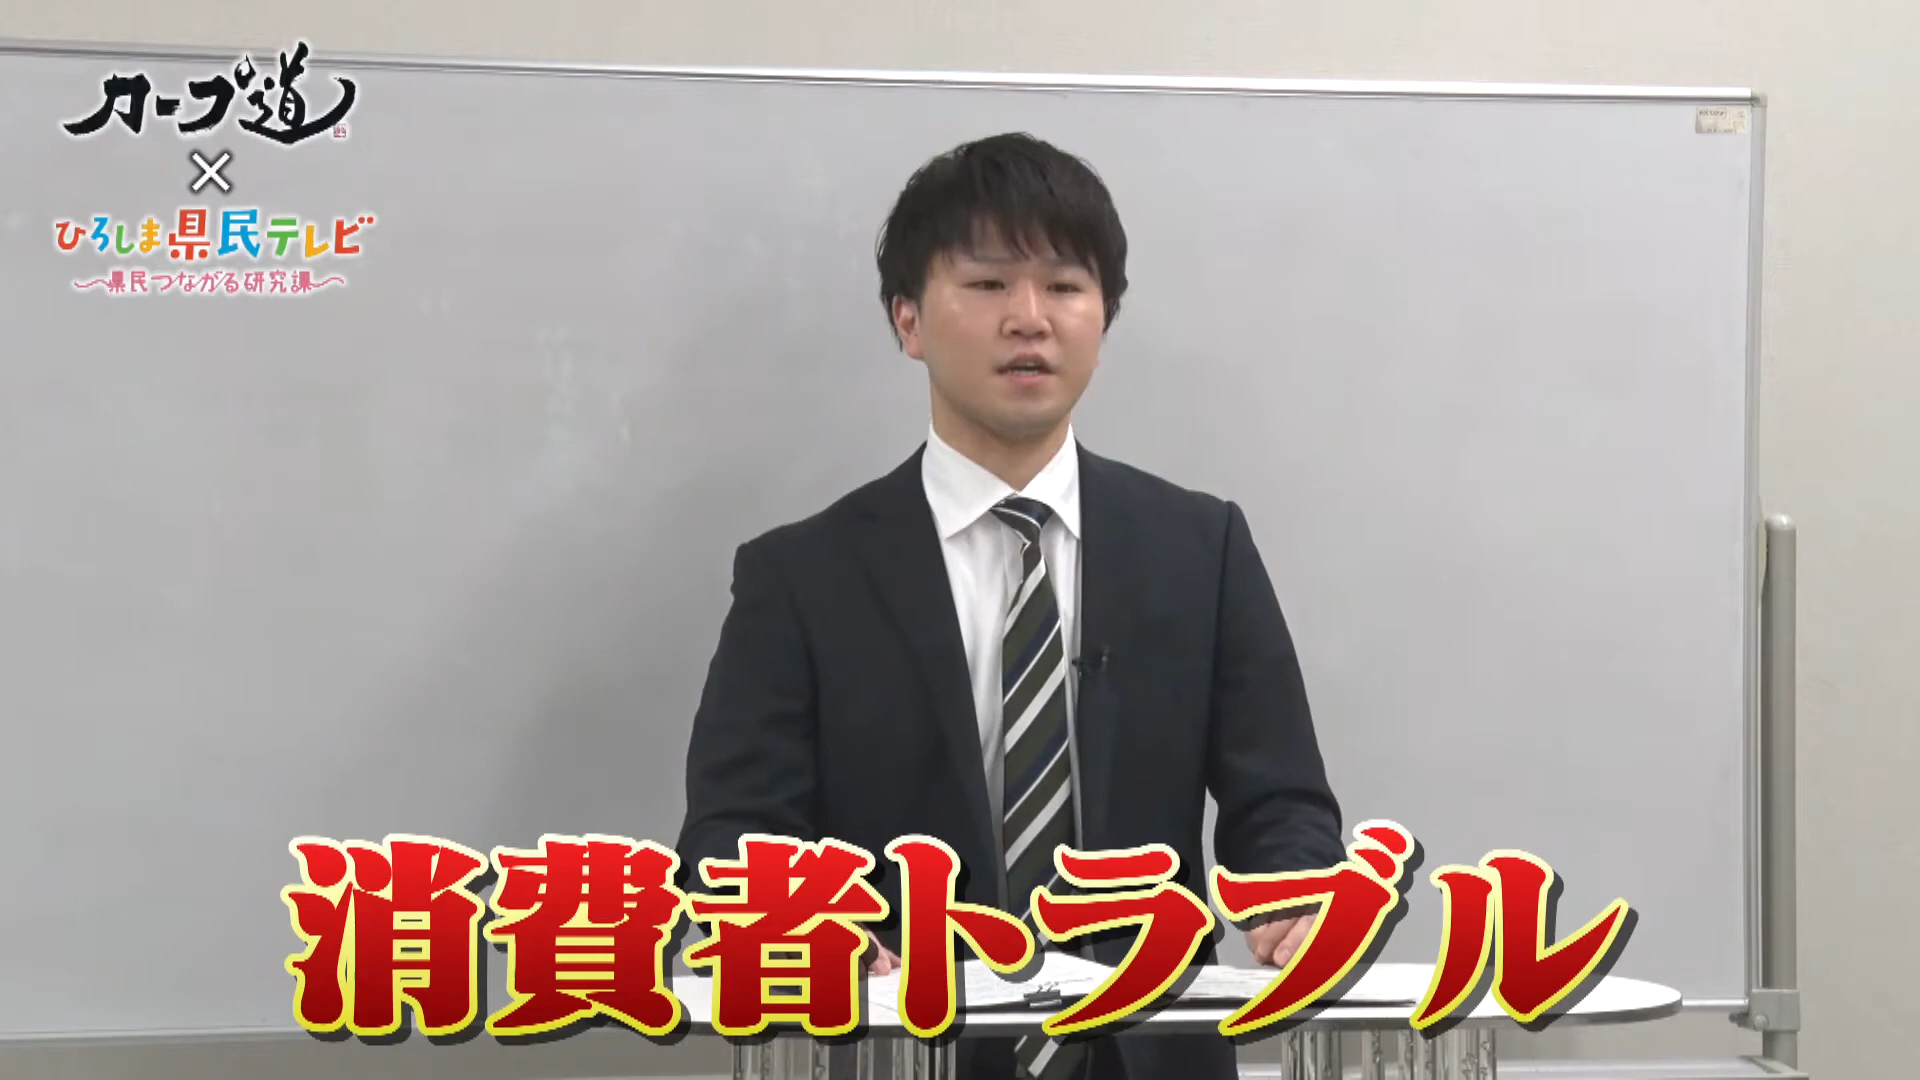 カープ道
×
ひろしま県民テレビ
〜県民つながる研究課〜
消費者トラブル